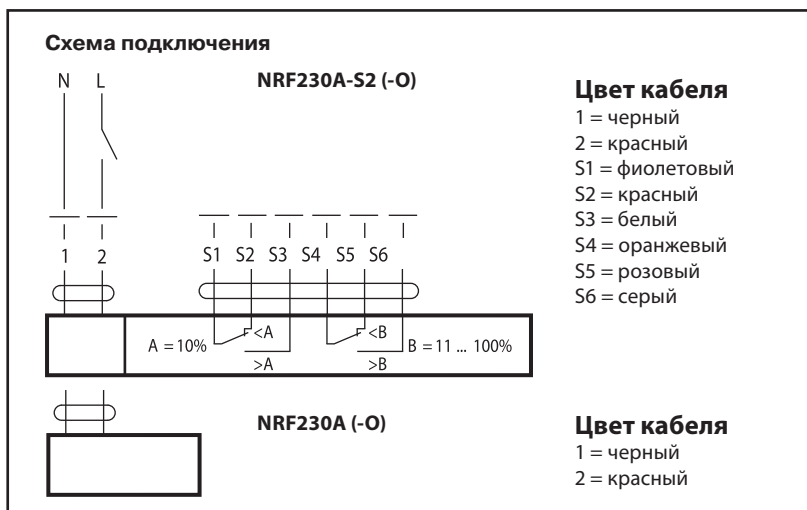 Схема подключения
N L
NRF230A-S2 (-O)
Цвет кабеля
1 = черный
2 = красный
S1 = фиолетовый
S2 = красный
S3 = белый
S4 = оранжевый
S5 = розовый
S6 = серый
1 2
S1 S2 S3 S4 S5 S6
A = 10%
<A
>A
<B
>B
B = 11 ... 100%
NRF230A (-O)
Цвет кабеля
1 = черный
2 = красный